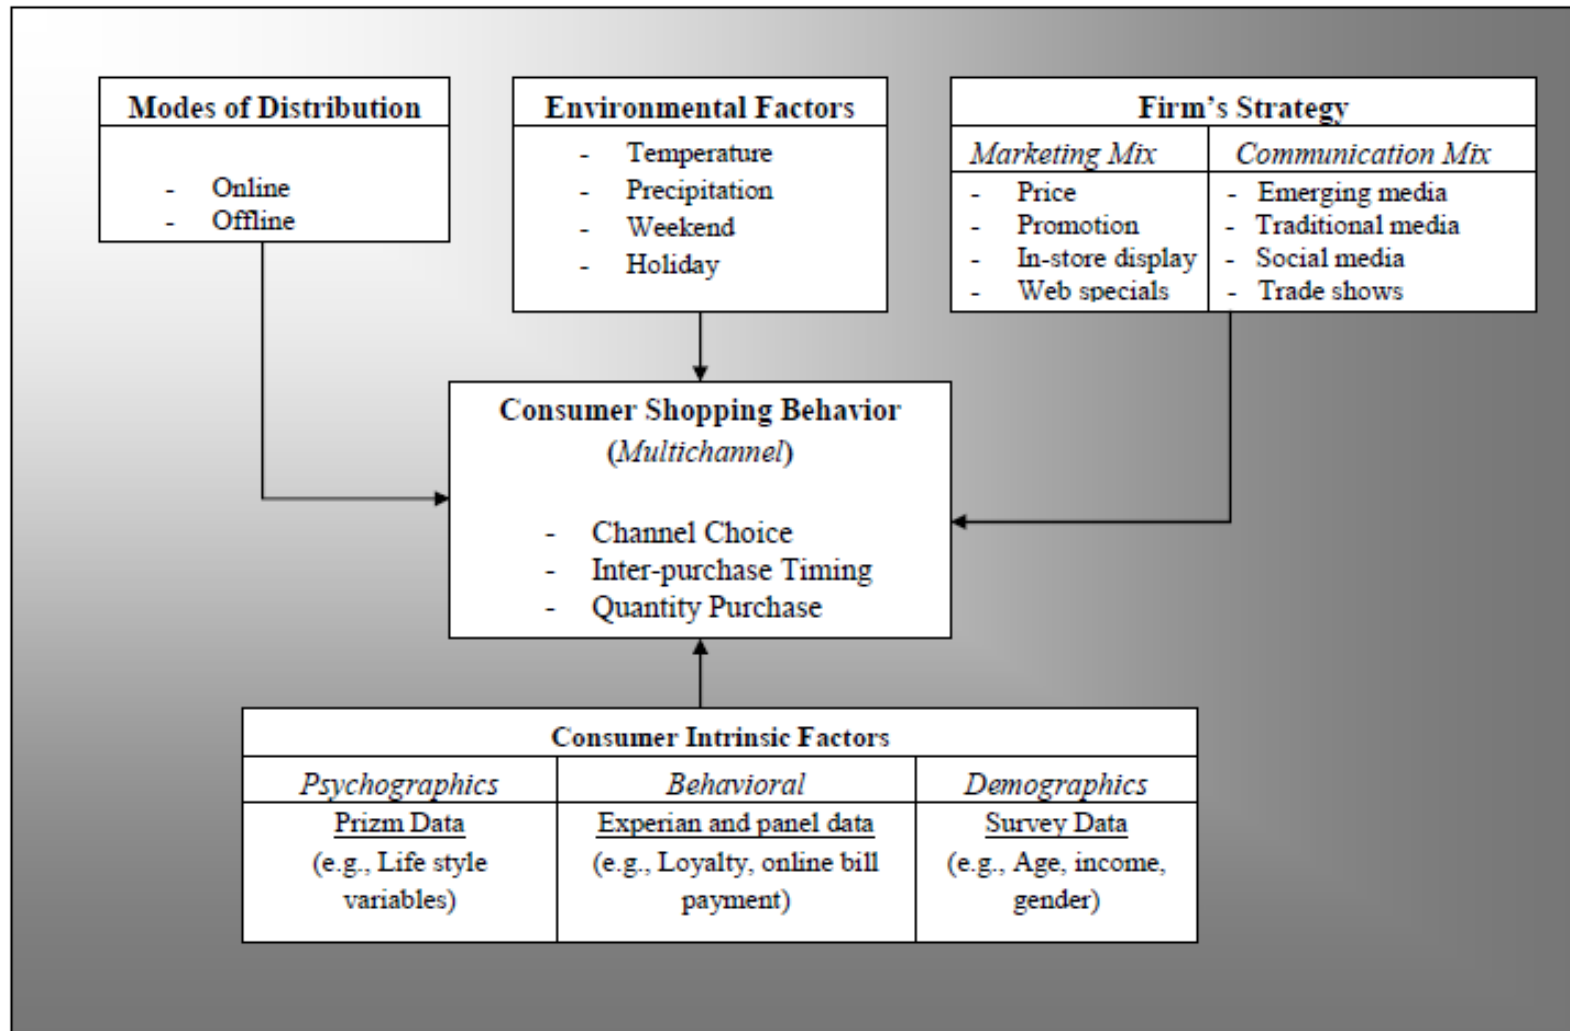 Modes of Distribution
- Online
- Offline
Environmental Factors
- Temperature
- Precipitation
- Weekend
- Holiday
Firm's Strategy
Marketing Mix
- Price
- Promotion
- In-store display
- Web specials
Communication Mix
- Emerging media
- Traditional media
- Social media
- Trade shows
Consumer Shopping Behavior
(Multichannel)
- Channel Choice
- Inter-purchase Timing
- Quantity Purchase
Consumer Intrinsic Factors
Psychographics
Prizm Data
(e.g., Life style
variables)
Behavioral
Experian and panel data
(e.g., Loyalty, online bill
payment)
Demographics
Survey Data
(e.g., Age, income,
gender)